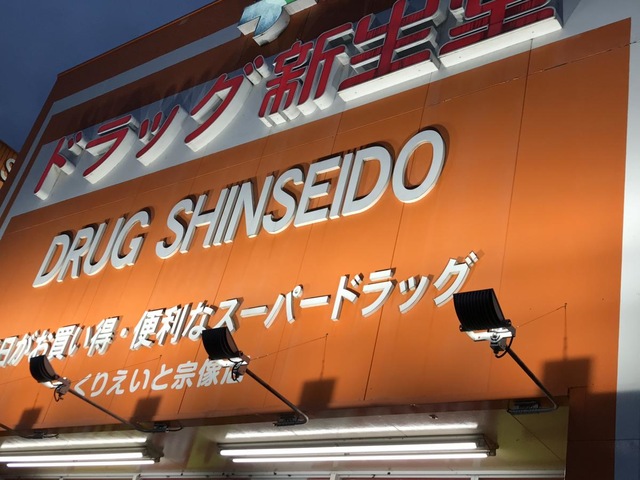 ドラッグ新生堂
DRUG SHINSEIDO
日がお買い得・便利なスーパードラッグ
くりえいと宗像店